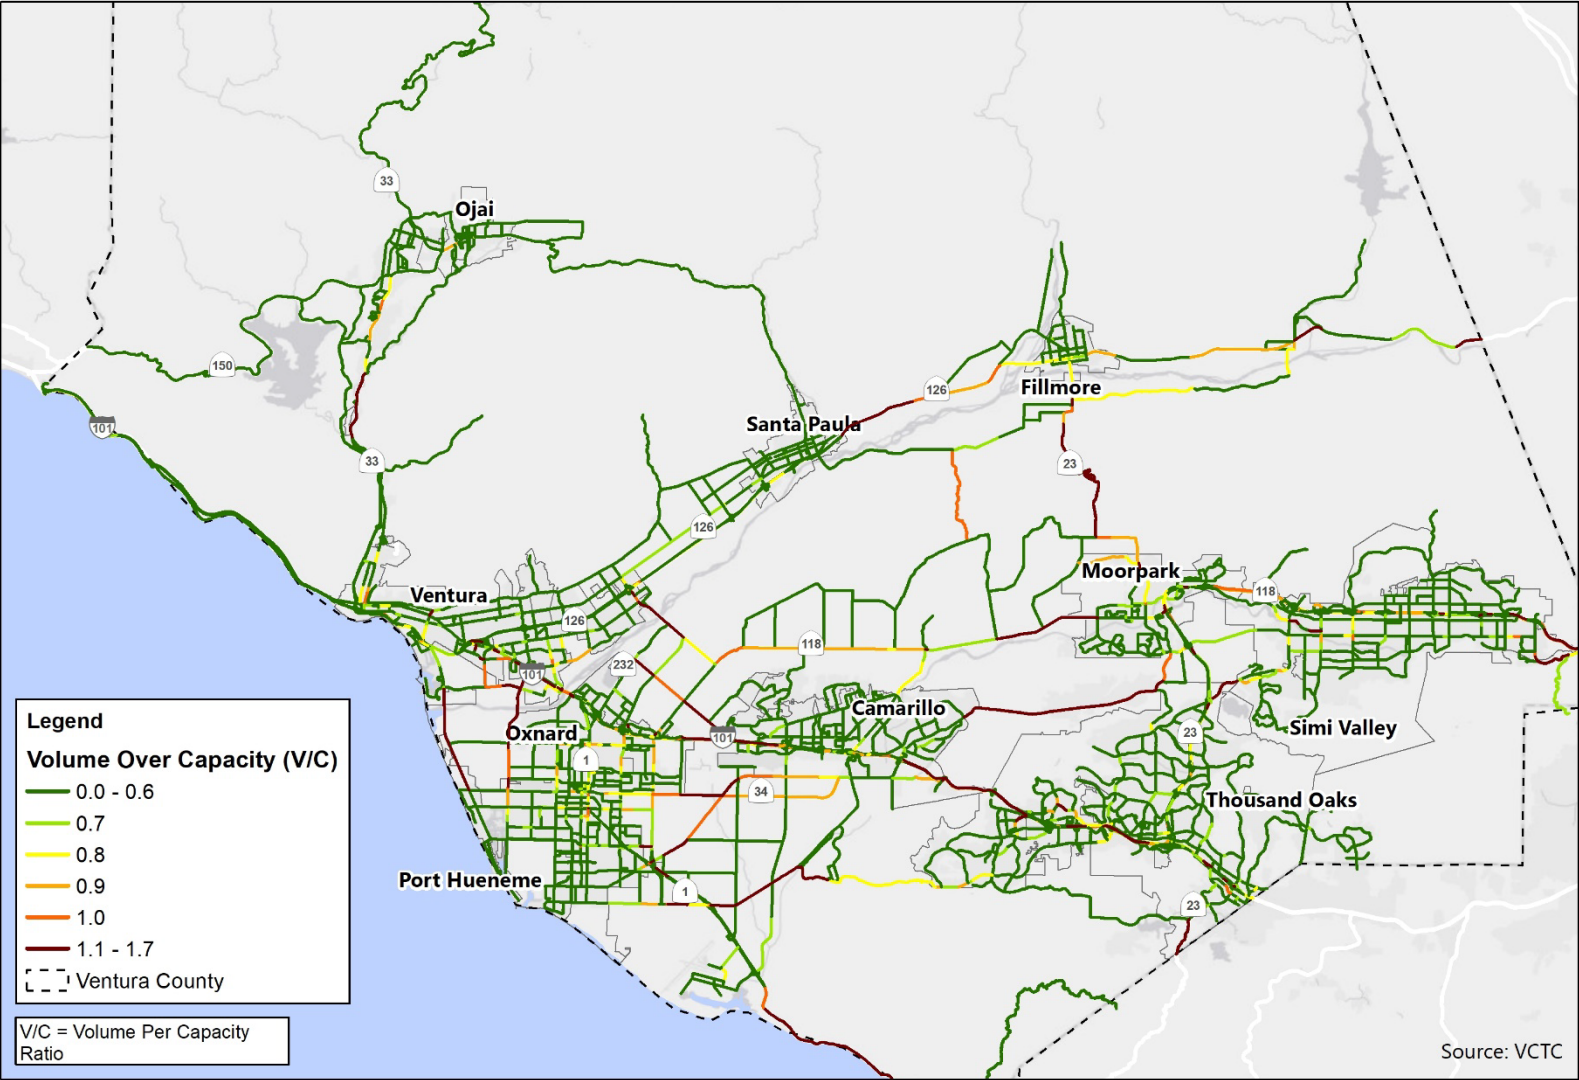 33
Ojai
150
126
Fillmore
101
Santa Paula
33
23
126
Moorpark
118
Ventura
126
118
232
101
Camarillo
Simi Valley
Oxnard
101
23
1
34
Thousand Oaks
Port Hueneme
1
23
Legend
Volume Over Capacity (V/C)
0.0 - 0.6
0.7
0.8
0.9
1.0
1.1 - 1.7
Ventura County
V/C = Volume Per Capacity
Ratio
Source: VCTC